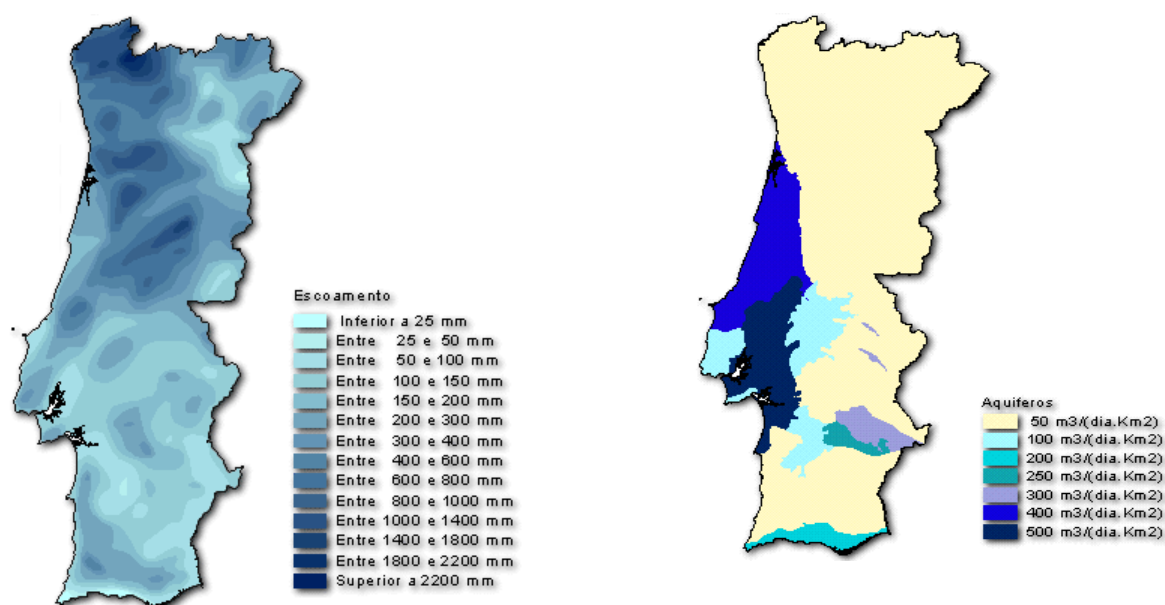 Escoamento
Inferior a 25 mm
Entre 25 e 50 mm
Entre 50 e 100 mm
Entre 100 e 150 mm
Entre 150 e 200 mm
Entre 200 e 300 mm
Entre 300 e 400 mm
Entre 400 e 600 mm
Entre 600 e 800 mm
Entre 800 e 1000 mm
Entre 1000 e 1400 mm
Entre 1400 e 1800 mm
Entre 1800 e 2200 mm
Superior a 2200 mm
Aquiferos
50 m3/(dia.Km2)
100 m3/(dia.Km2)
200 m3/(dia.Km2)
250 m3/(dia.Km2)
300 m3/(dia.Km2)
400 m3/(dia.Km2)
500 m3/(dia.Km2)